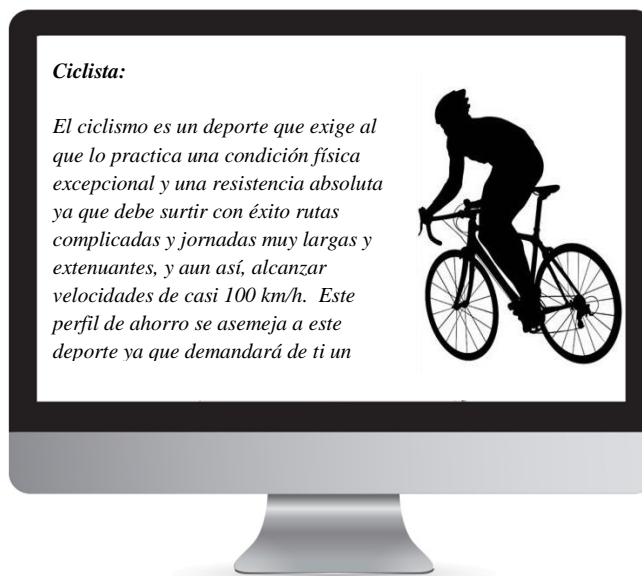 Ciclista:
El ciclismo es un deporte que exige al
que lo practica una condición física
excepcional y una resistencia absoluta
ya que debe surtir con éxito rutas
complicadas y jornadas muy largas y
extenuantes, y aun así, alcanzar
velocidades de casi 100 km/h. Este
perfil de ahorro se asemeja a este
deporte ya que demandará de ti un